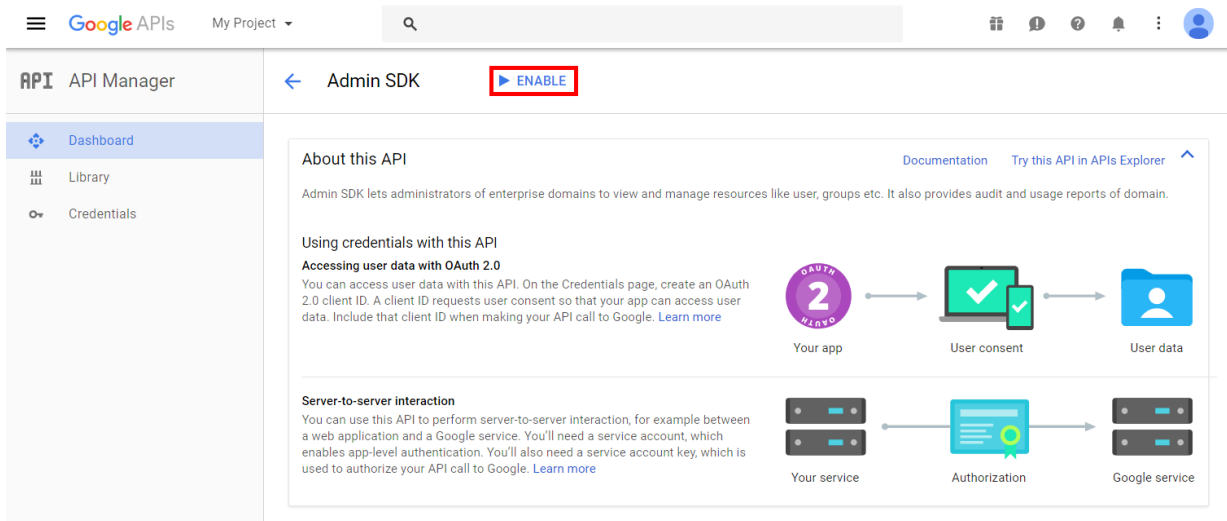 Google APIs My Project
API API Manager
Admin SDK ENABLE
Dashboard
Library
Credentials
About this API Documentation Try this API in APIs Explorer
Admin SDK lets administrators of enterprise domains to view and manage resources like user, groups etc. It also provides audit and usage reports of domain.
Using credentials with this API
Accessing user data with OAuth 2.0
You can access user data with this API. On the Credentials page, create an OAuth
2.0 client ID. A client ID requests user consent so that your app can access user
data. Include that client ID when making your API call to Google. Learn more
OAUTH
2
OAUTH
Your app User consent User data
Server-to-server interaction
You can use this API to perform server-to-server interaction, for example between
a web application and a Google service. You'll need a service account, which
enables app-level authentication. You'll also need a service account key, which is
used to authorize your API call to Google. Learn more
Your service Authorization Google service